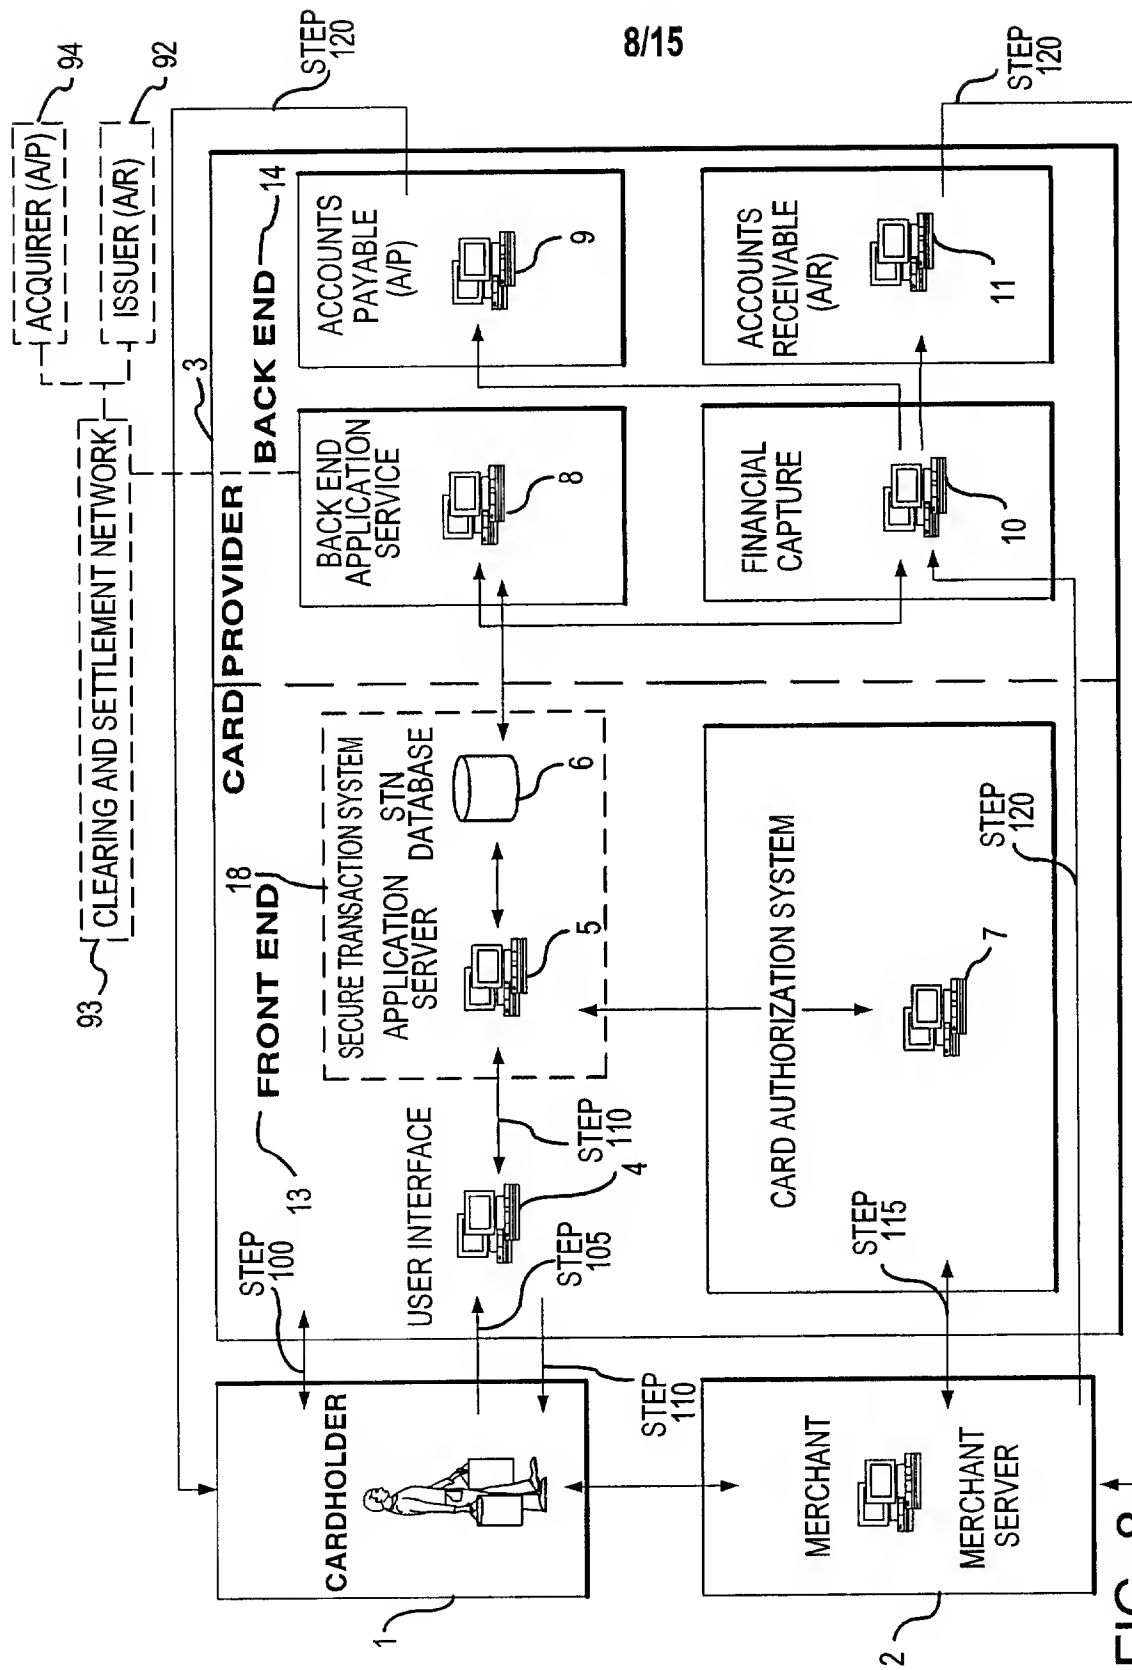 8/15
94
ACQUIRER (A/P)
92
ISSUER (A/R)
93
CLEARING AND SETTLEMENT NETWORK
3
CARD PROVIDER
BACK END
14
13
FRONT END
STEP
120
STEP
100
18
SECURE TRANSACTION SYSTEM
APPLICATION
SERVER
5
STN
DATABASE
6
BACK END
APPLICATION
SERVICE
8
ACCOUNTS
PAYABLE
(A/P)
9
CARDHOLDER
1
USER INTERFACE
4
STEP
105
STEP
110
STEP
110
MERCHANT
MERCHANT
SERVER
2
STEP
115
CARD AUTHORIZATION SYSTEM
7
STEP
120
FINANCIAL
CAPTURE
10
ACCOUNTS
RECEIVABLE
(A/R)
11
STEP
120
FIG. 8